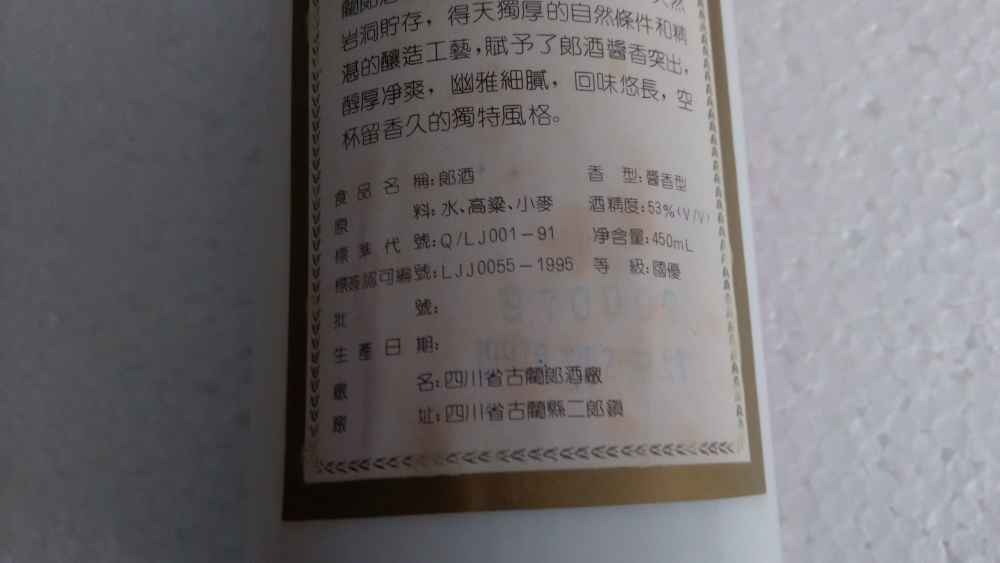 岩洞貯存，得天獨厚的自然條件和精
湛的釀造工藝，賦予了郎酒醬香突出，
醇厚凈爽，幽雅細膩，回味悠長，空
杯留香久的獨特風格。
食品名稱：郎酒 香型：醬香型
原料：水、高粱、小麥 酒精度：53%(V/V)
標準代號：Q/LJ001－91 净含量：450mL
標簽認可編號：LJJ0055－1995 等級：國優
批號：
生產日期：
廠名：四川省古藺郎酒廠
廠址：四川省古藺縣二郎鎮